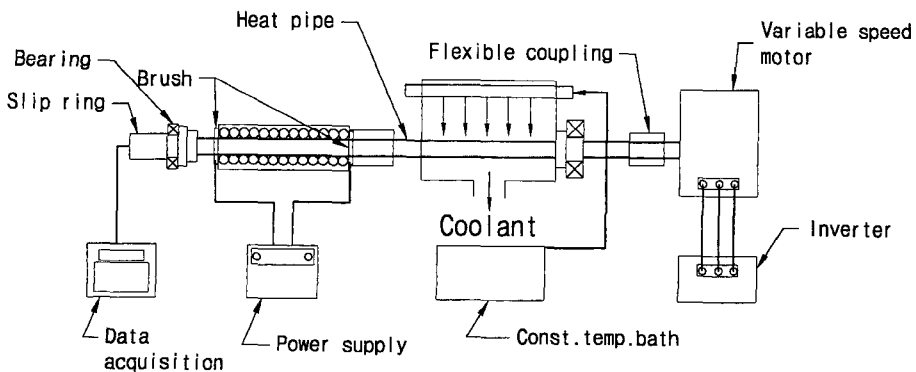 Heat pipe
Variable speed
motor
Flexible coupling
Bearing
Brush
Slip ring
Coolant
Inverter
Data
acquisition
Power supply
Const.temp.bath